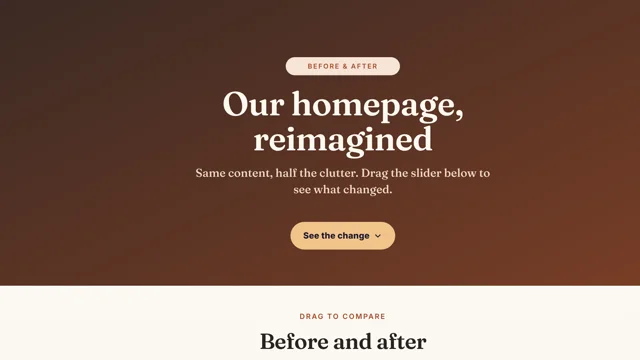 BEFORE & AFTER
Our homepage,
reimagined
Same content, half the clutter. Drag the slider below to
see what changed.
See the change
DRAG TO COMPARE
Before and after